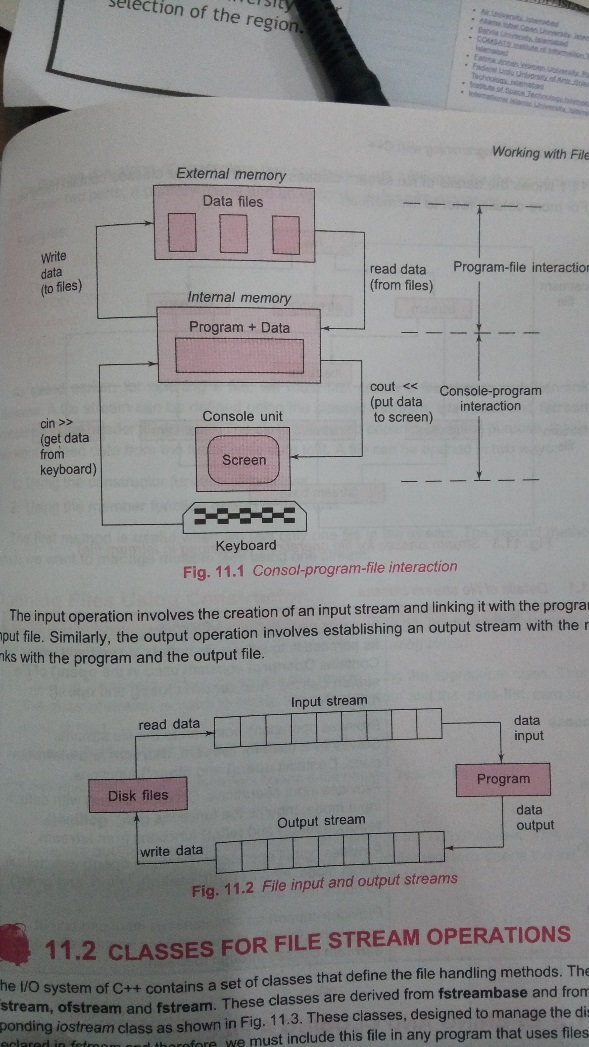 selection of the region.
Air University, Islamabad
Working with File
External memory
Data files
Write
data
(to files)
read data
(from files)
Program-file interaction
Internal memory
Program + Data
cout <<
(put data
to screen)
Console-program
interaction
cin >>
(get data
from
keyboard)
Console unit
Screen
Keyboard
Fig. 11.1 Consol-program-file interaction
The input operation involves the creation of an input stream and linking it with the progra
nput file. Similarly, the output operation involves establishing an output stream with the
nks with the program and the output file.
Input stream
read data
data
input
Disk files
Program
Output stream
data
output
write data
Fig. 11.2 File input and output streams
11.2 CLASSES FOR FILE STREAM OPERATIONS
he I/O system of C++ contains a set of classes that define the file handling methods. The
stream, ofstream and fstream. These classes are derived from fstreambase and from
ponding iostream class as shown in Fig. 11.3. These classes, designed to manage the di
we must include this file in any program that uses files